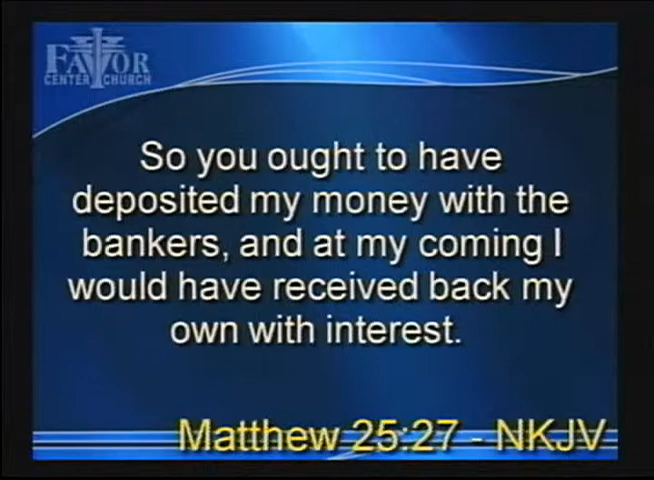 FAVOR
CENTER CHURCH
So you ought to have
deposited my money with the
bankers, and at my coming I
would have received back my
own with interest.
Matthew 25:27 - NKJV